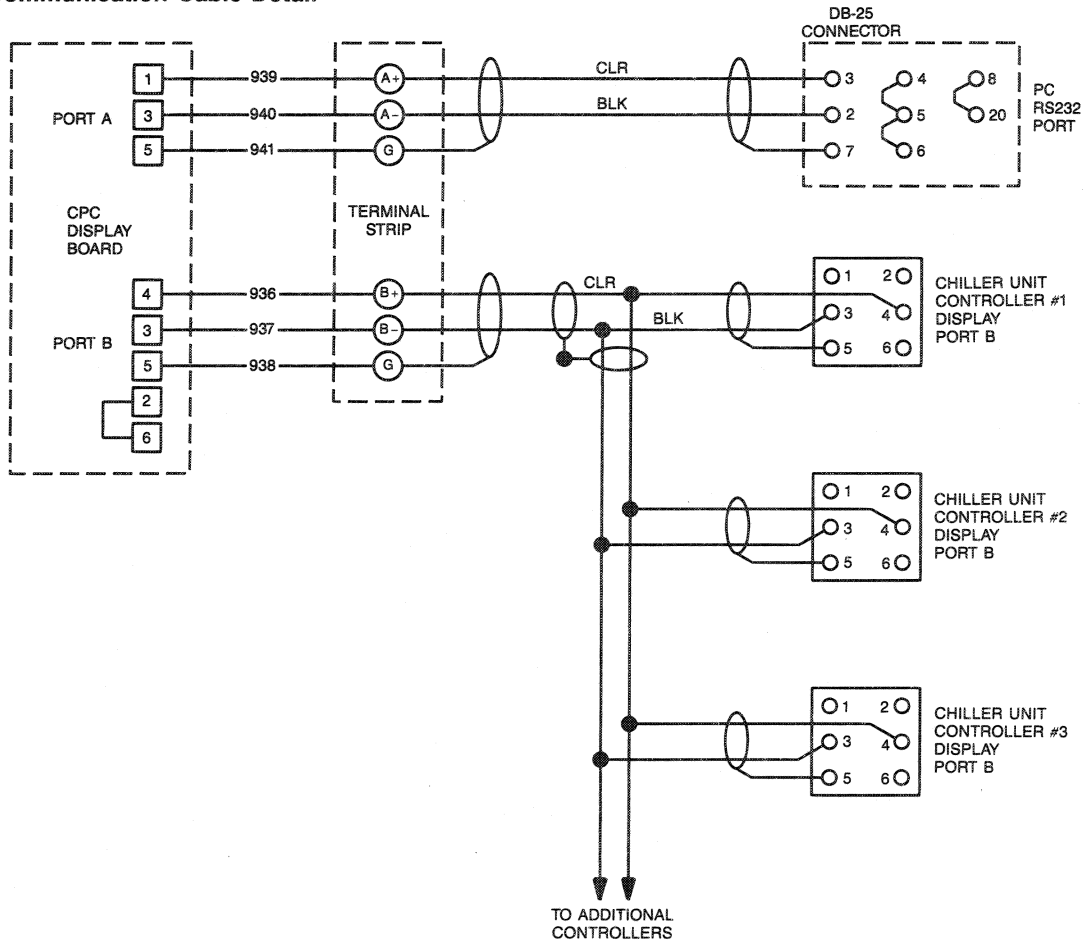 DB-25
CONNECTOR
1
939
A+
CLR
3
4
8
PC
RS232
PORT
PORT A
3
940
A-
BLK
2
5
20
5
941
G
7
6
CPC
DISPLAY
BOARD
TERMINAL
STRIP
4
936
B+
CLR
1
2
CHILLER UNIT
CONTROLLER #1
DISPLAY
PORT B
PORT B
3
937
B-
BLK
3
4
5
938
G
5
6
2
6
1
2
3
4
5
6
CHILLER UNIT
CONTROLLER #2
DISPLAY
PORT B
1
2
3
4
5
6
CHILLER UNIT
CONTROLLER #3
DISPLAY
PORT B
TO ADDITIONAL
CONTROLLERS